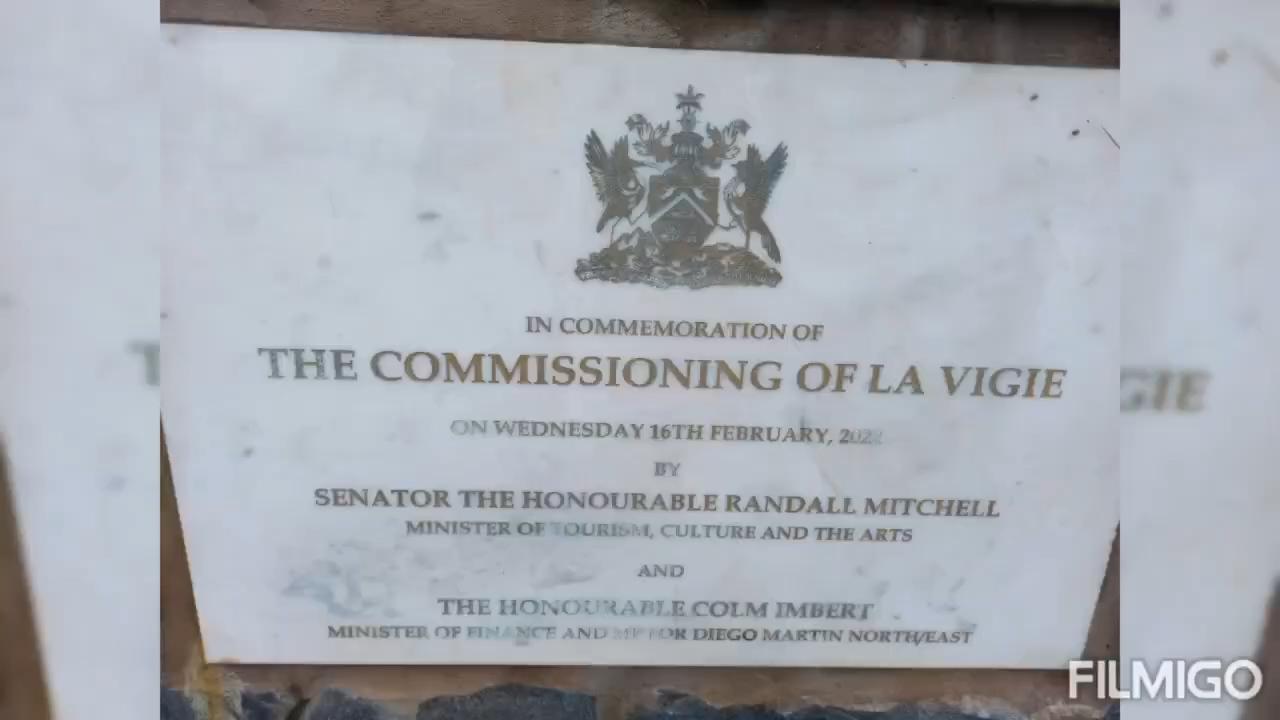 IN COMMEMORATION OF
THE COMMISSIONING OF LA VIGIE
ON WEDNESDAY 16TH FEBRUARY, 2022
BY
SENATOR THE HONOURABLE RANDALL MITCHELL
MINISTER OF TOURISM, CULTURE AND THE ARTS
AND
THE HONOURABLE COLM IMBERT
MINISTER OF FINANCE AND MP FOR DIEGO MARTIN NORTH/EAST
FILMIGO